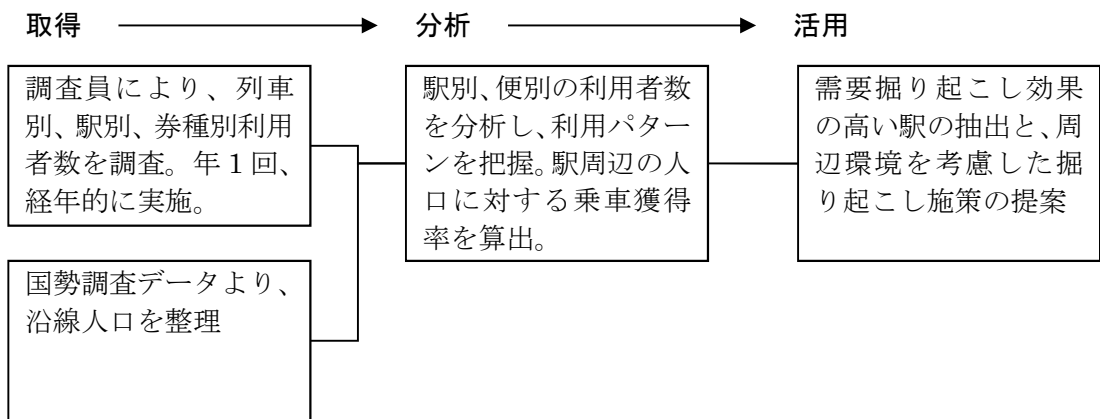 取得
分析
活用
調査員により、列車
別、駅別、券種別利用
者数を調査。年１回、
経年的に実施。
国勢調査データより、
沿線人口を整理
駅別、便別の利用者数
を分析し、利用パター
ンを把握。駅周辺の人
口に対する乗車獲得
率を算出。
需要掘り起こし効果
の高い駅の抽出と、周
辺環境を考慮した掘
り起こし施策の提案